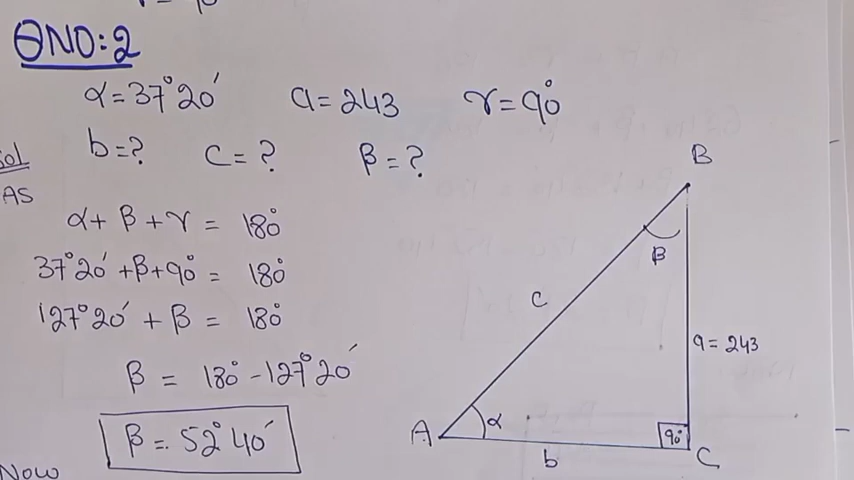 QNO:2
α=37°20′ a=243 γ=90°
b=? c=? β=?
Sol
AS
α+β+γ = 180°
37°20′+β+90° = 180°
127°20′+β = 180°
β = 180°-127°20′
β = 52°40′
Now
B
β
c
a=243
A
α
90°
C
b